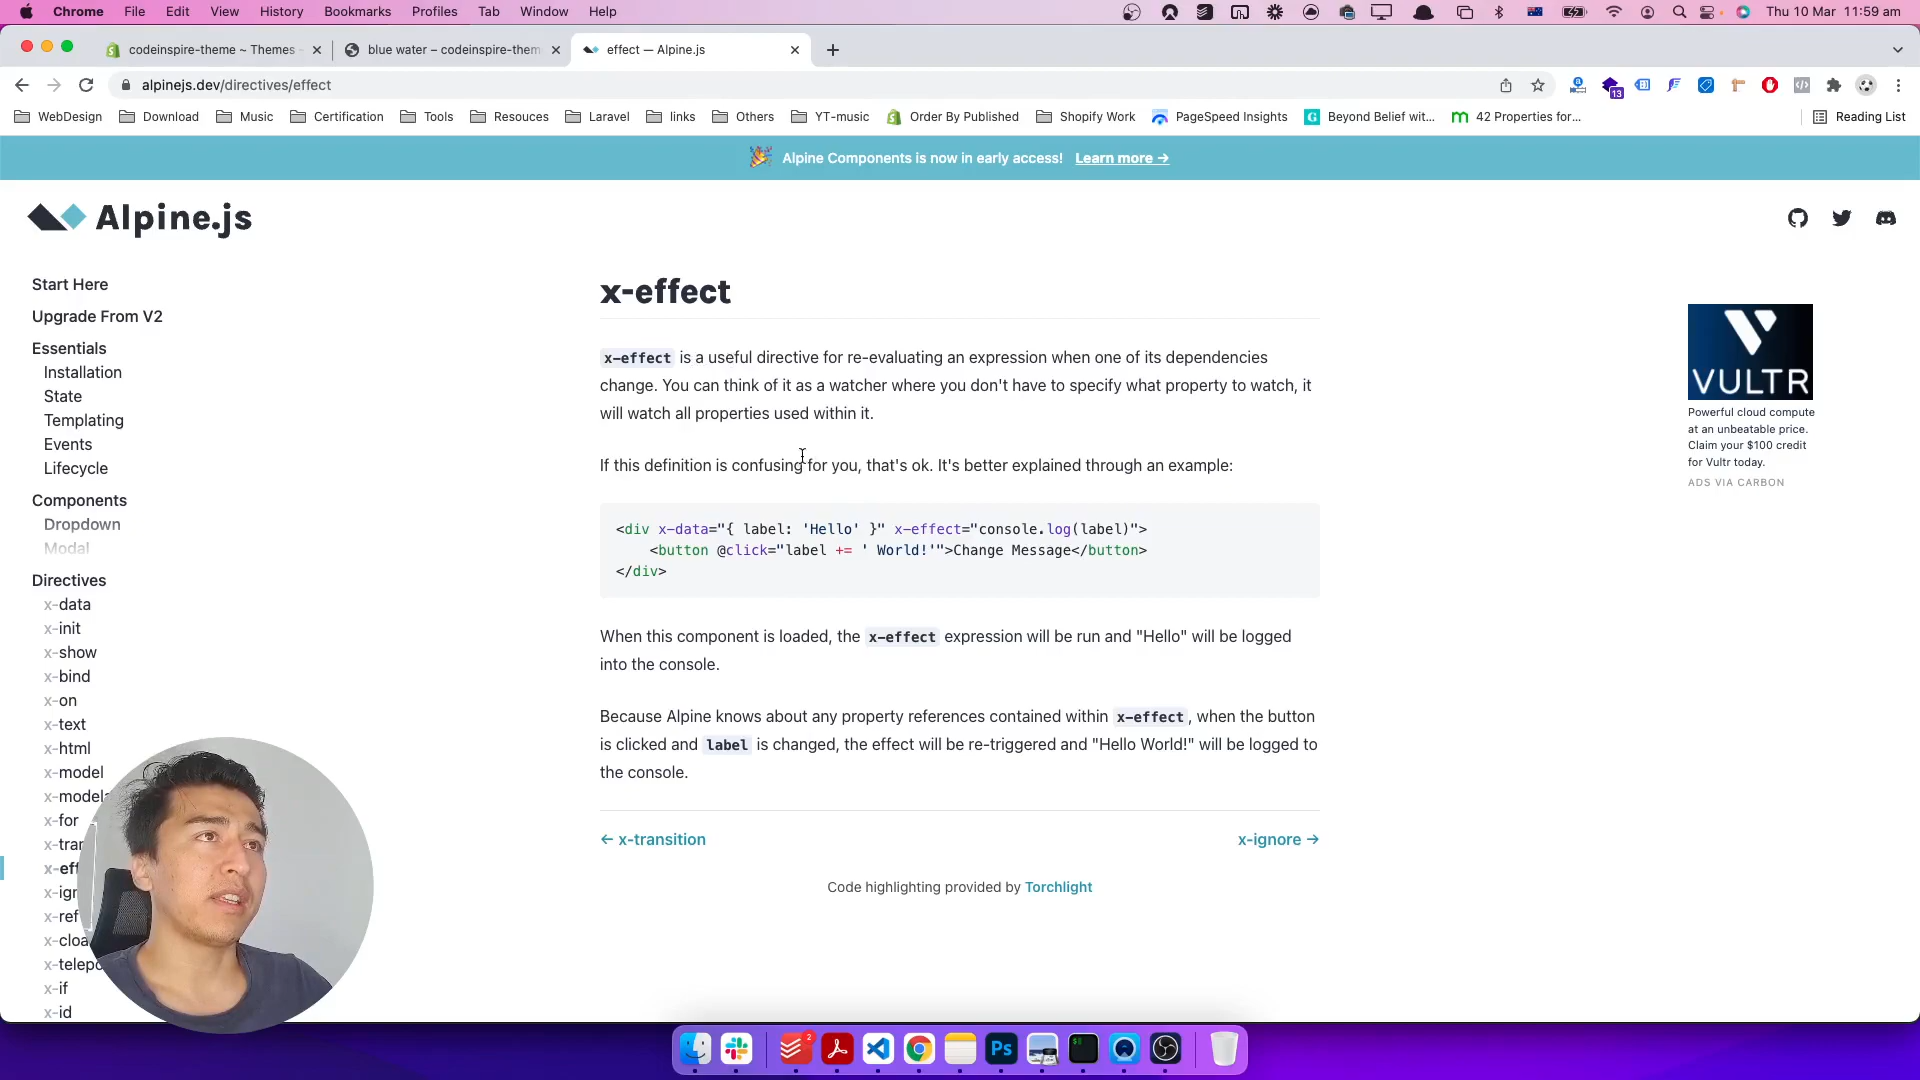 Chrome File Edit View History Bookmarks Profiles Tab Window Help
Thu 10 Mar 11:59 am
codeinspire-theme ~ Themes
blue water – codeinspire-them
effect — Alpine.js
alpinejs.dev/directives/effect
13
WebDesign Download Music Certification Tools Resouces Laravel links Others YT-music Order By Published Shopify Work PageSpeed Insights Beyond Belief wit... 42 Properties for... Reading List
Alpine Components is now in early access! Learn more →
Alpine.js
Start Here
Upgrade From V2
Essentials
Installation
State
Templating
Events
Lifecycle
Components
Dropdown
Modal
Directives
x-data
x-init
x-show
x-bind
x-on
x-text
x-html
x-model
x-model
x-for
x-tra
x-ef
x-ig
x-ref
x-cloa
x-telepo
x-if
x-id
x-effect
x-effect is a useful directive for re-evaluating an expression when one of its dependencies
change. You can think of it as a watcher where you don't have to specify what property to watch, it
will watch all properties used within it.
If this definition is confusing for you, that's ok. It's better explained through an example:
<div x-data="{ label: 'Hello' }" x-effect="console.log(label)">
<button @click="label += ' World!'">Change Message</button>
</div>
When this component is loaded, the x-effect expression will be run and "Hello" will be logged
into the console.
Because Alpine knows about any property references contained within x-effect, when the button
is clicked and label is changed, the effect will be re-triggered and "Hello World!" will be logged to
the console.
← x-transition
x-ignore →
Code highlighting provided by Torchlight
VULTR
Powerful cloud compute
at an unbeatable price.
Claim your $100 credit
for Vultr today.
ADS VIA CARBON
2
Ps